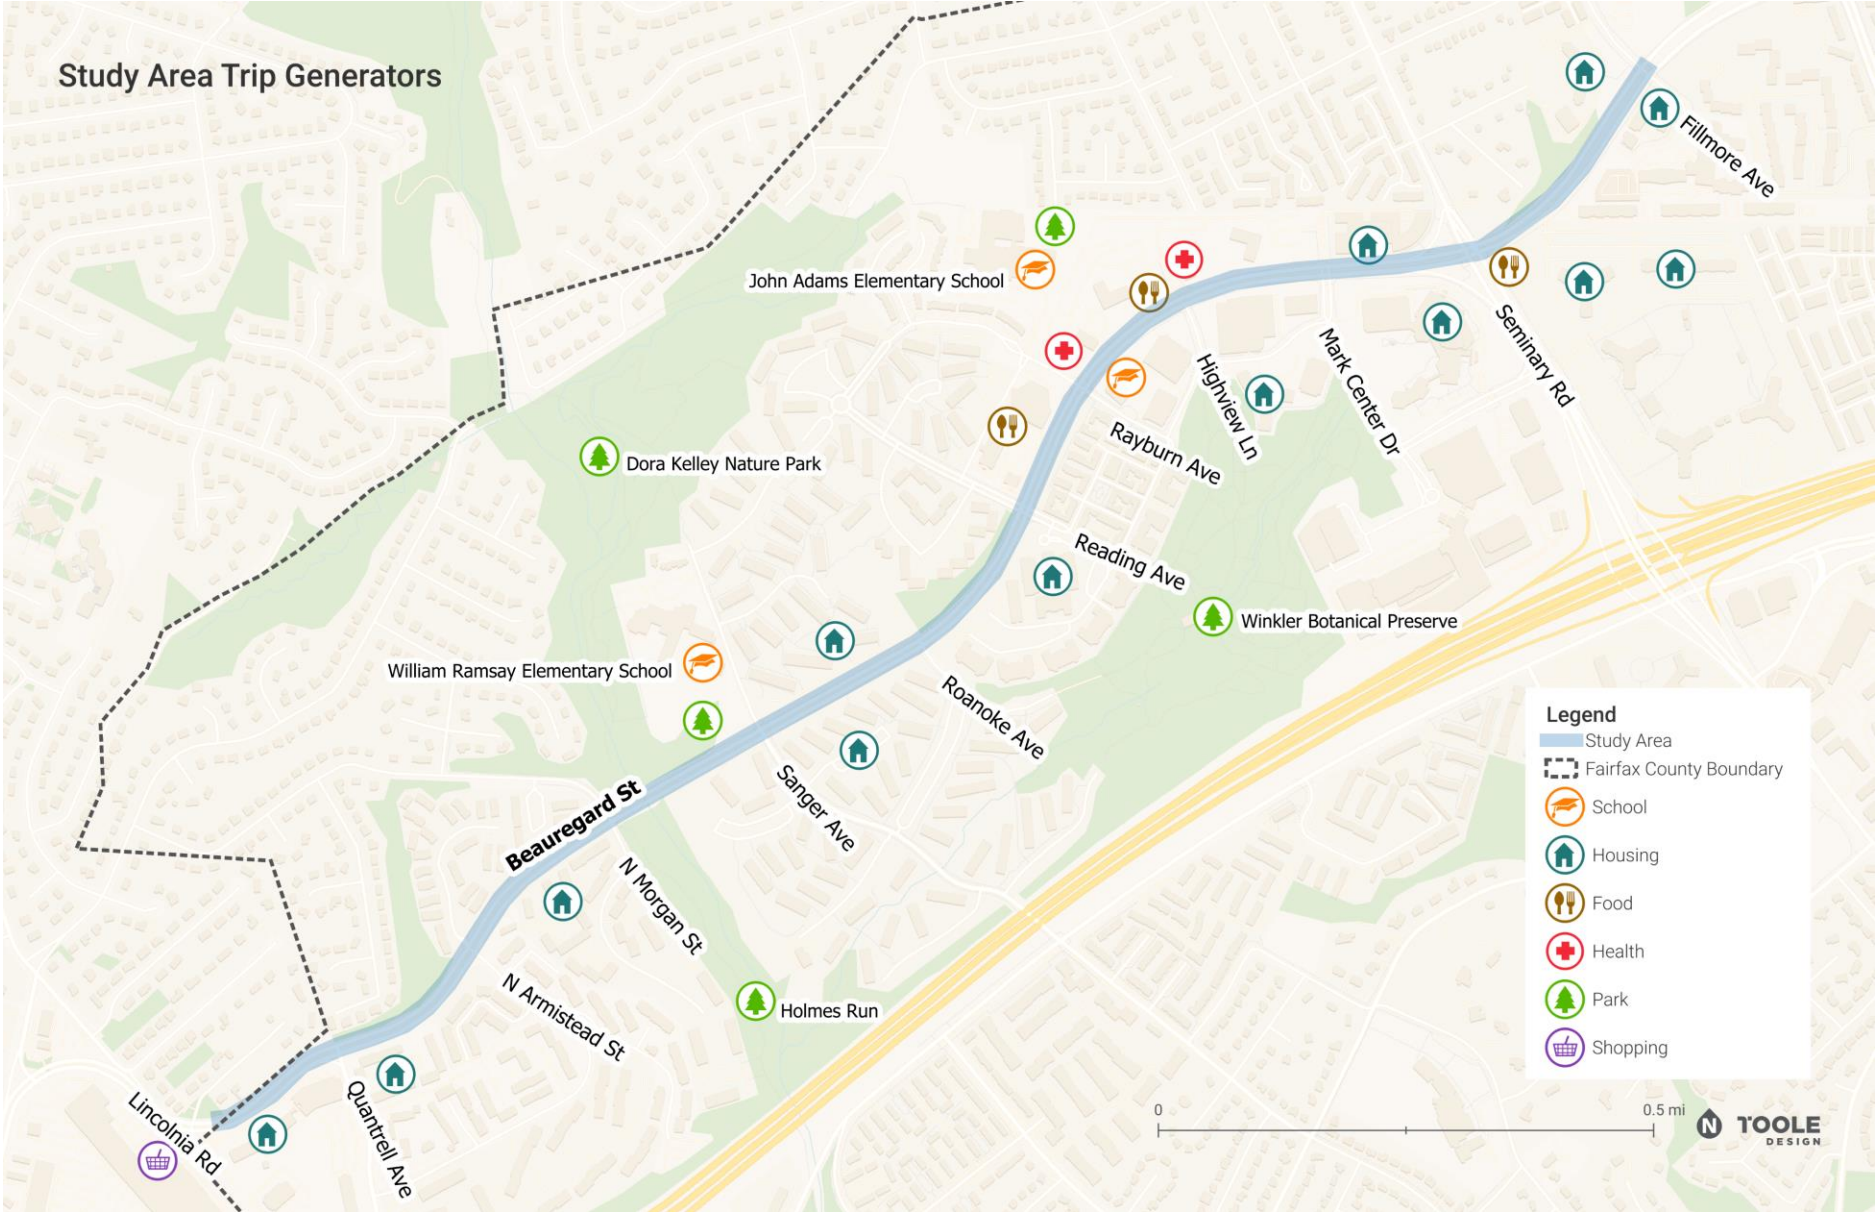 Study Area Trip Generators
Fillmore Ave
John Adams Elementary School
Seminary Rd
Mark Center Dr
Highview Ln
Rayburn Ave
Dora Kelley Nature Park
Reading Ave
Winkler Botanical Preserve
William Ramsay Elementary School
Roanoke Ave
Sanger Ave
Beauregard St
N Morgan St
N Armistead St
Holmes Run
Quantrell Ave
Lincolnia Rd
Legend
Study Area
Fairfax County Boundary
School
Housing
Food
Health
Park
Shopping
0
0.5 mi
N
TOOLE
DESIGN